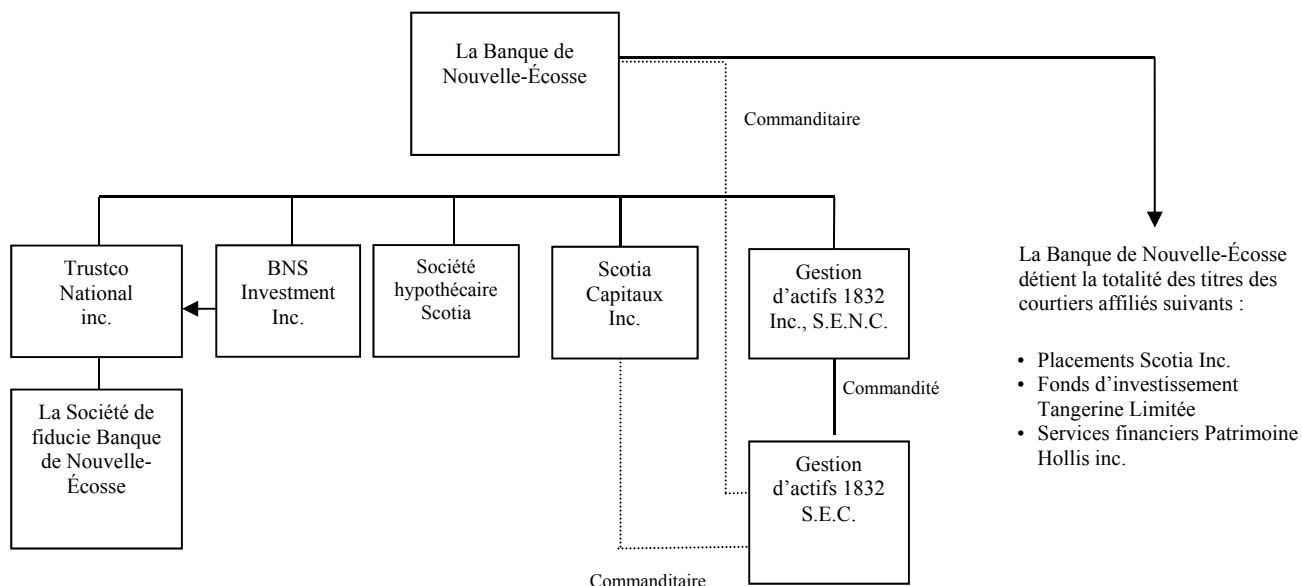 La Banque de
Nouvelle-Écosse
Commanditaire
Trustco
National
inc.
BNS
Investment
Inc.
Société
hypothécaire
Scotia
Scotia
Capitaux
Inc.
Gestion
d’actifs 1832
Inc., S.E.N.C.
La Banque de Nouvelle-Écosse
détient la totalité des titres des
courtiers affiliés suivants :
• Placements Scotia Inc.
• Fonds d’investissement
Tangerine Limitée
• Services financiers Patrimoine
Hollis inc.
Commandité
La Société de
fiducie Banque
de Nouvelle-
Écosse
Gestion
d’actifs 1832
S.E.C.
Commanditaire